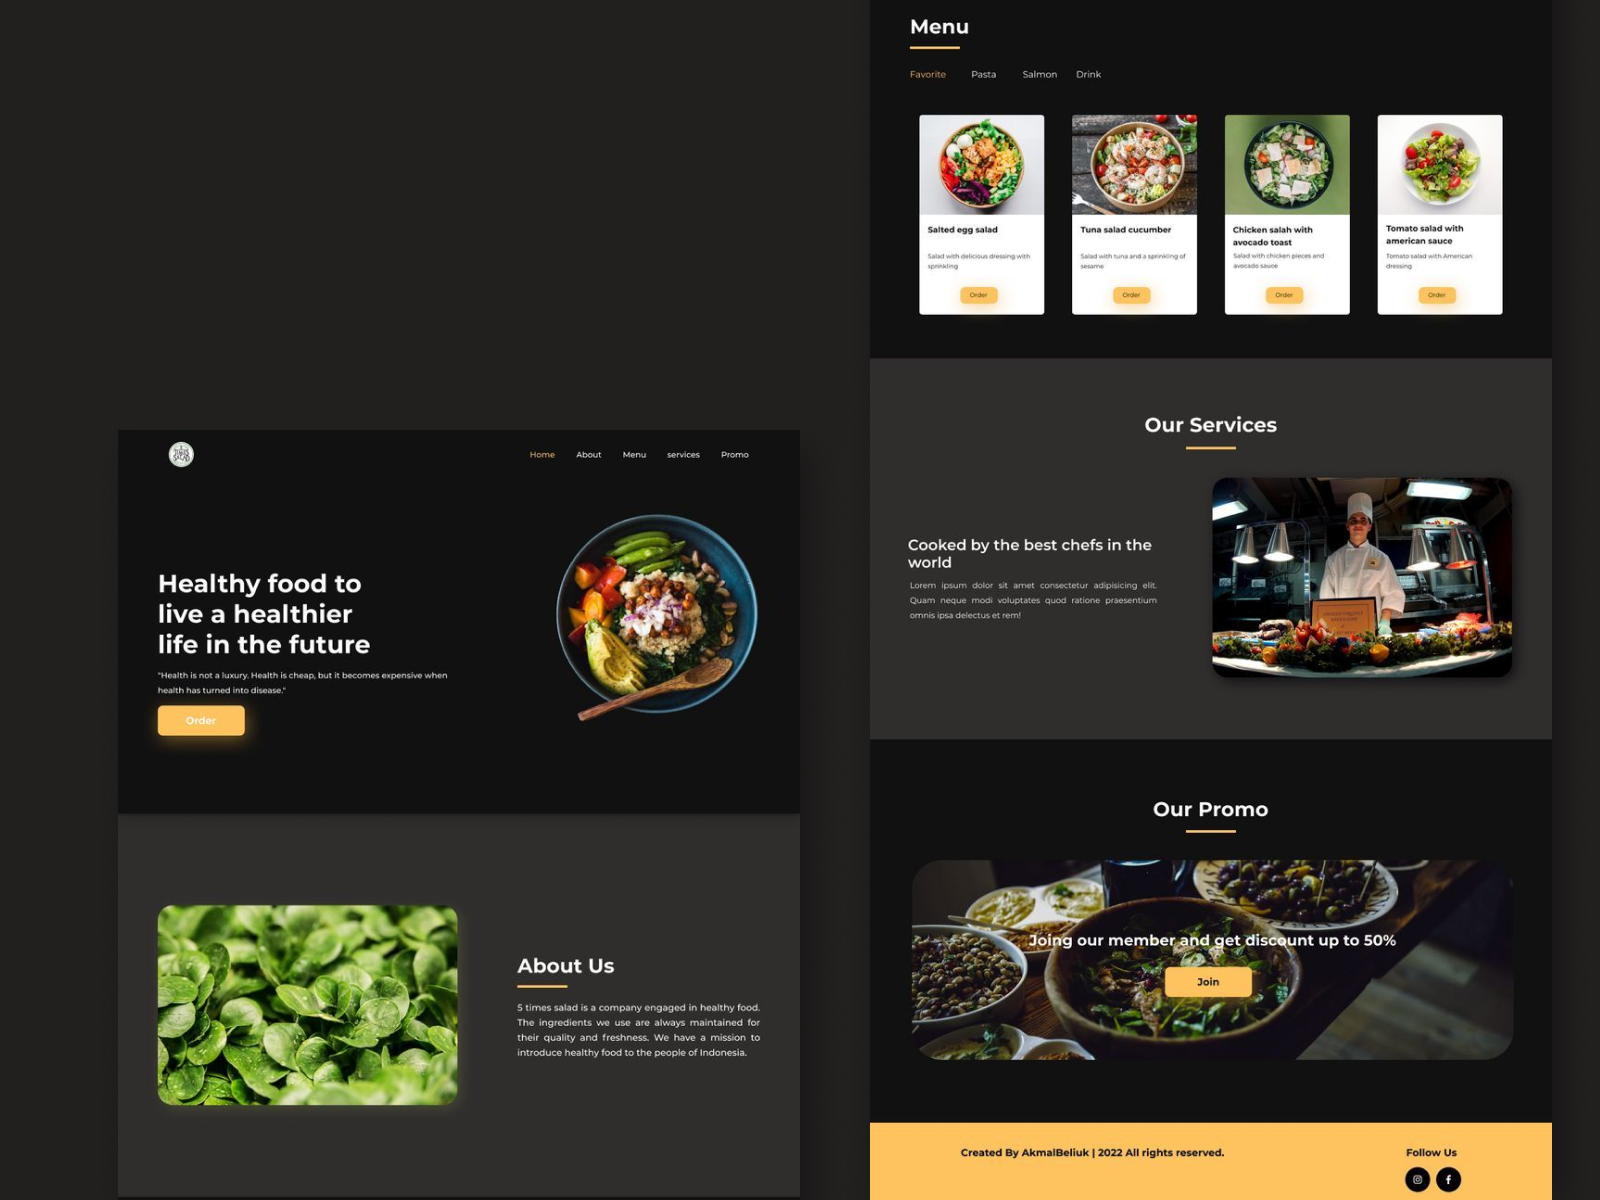 Home About Menu services Promo
Healthy food to
live a healthier
life in the future
"Health is not a luxury. Health is cheap, but it becomes expensive when
health has turned into disease."
Order
About Us
5 times salad is a company engaged in healthy food.
The ingredients we use are always maintained for
their quality and freshness. We have a mission to
introduce healthy food to the people of Indonesia.
Menu
Favorite Pasta Salmon Drink
Salted egg salad
Salad with delicious dressing with
sprinkling
Order
Tuna salad cucumber
Salad with tuna and a sprinkling of
sesame
Order
Chicken salah with
avocado toast
Salad with chicken pieces and
avocado sauce
Order
Tomato salad with
american sauce
Tomato salad with American
dressing
Order
Our Services
Cooked by the best chefs in the
world
Lorem ipsum dolor sit amet consectetur adipisicing elit.
Quam neque modi voluptates quod ratione praesentium
omnis ipsa delectus et rem!
Our Promo
Joing our member and get discount up to 50%
Join
Created By AkmalBeliuk | 2022 All rights reserved.
Follow Us